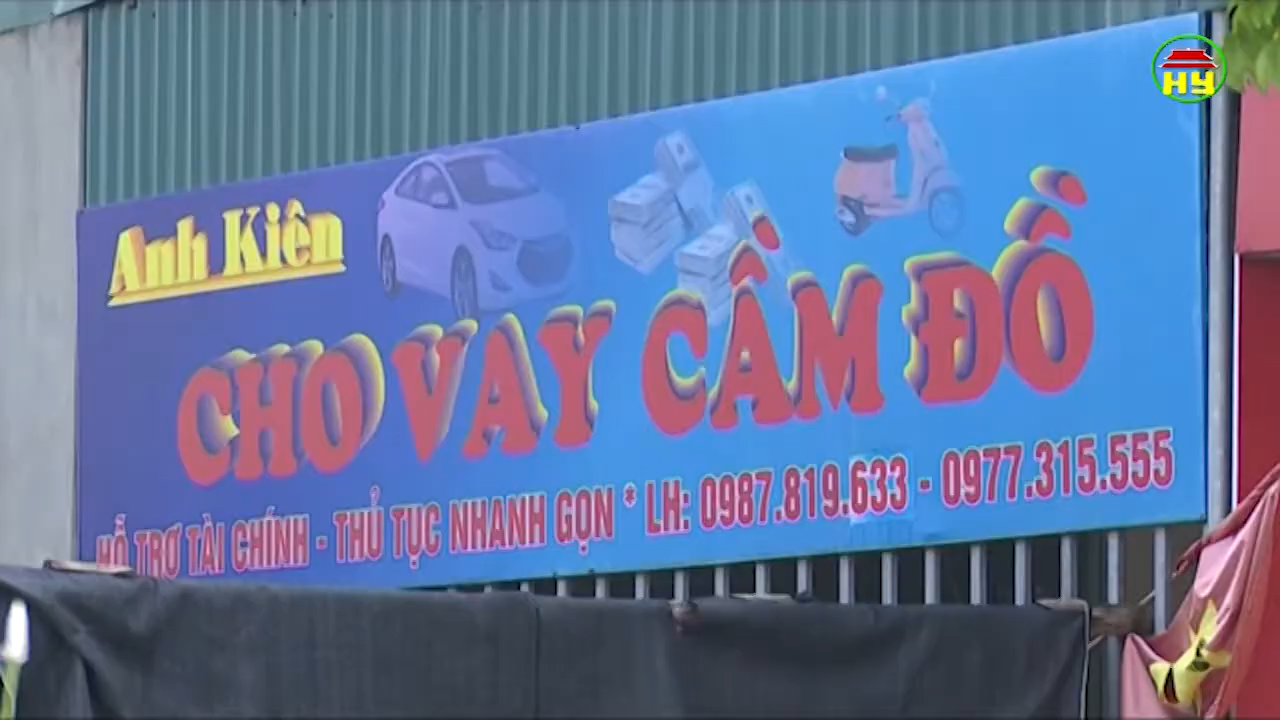 HY
Anh Kiên
CHO VAY CẦM ĐỒ
HỖ TRỢ TÀI CHÍNH - THỦ TỤC NHANH GỌN * LH: 0987.819.633 - 0977.315.555